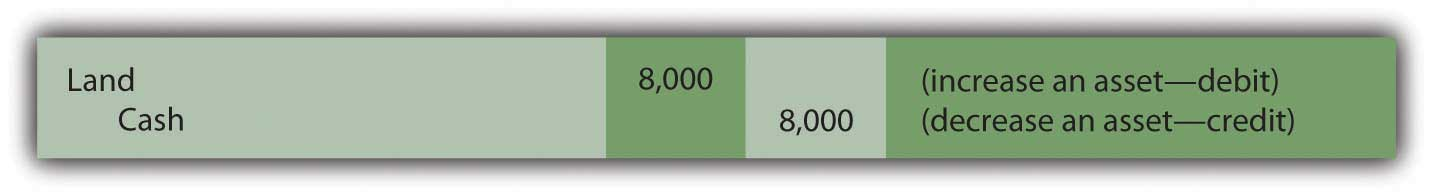 Land 8,000 (increase an asset—debit)
Cash 8,000 (decrease an asset—credit)